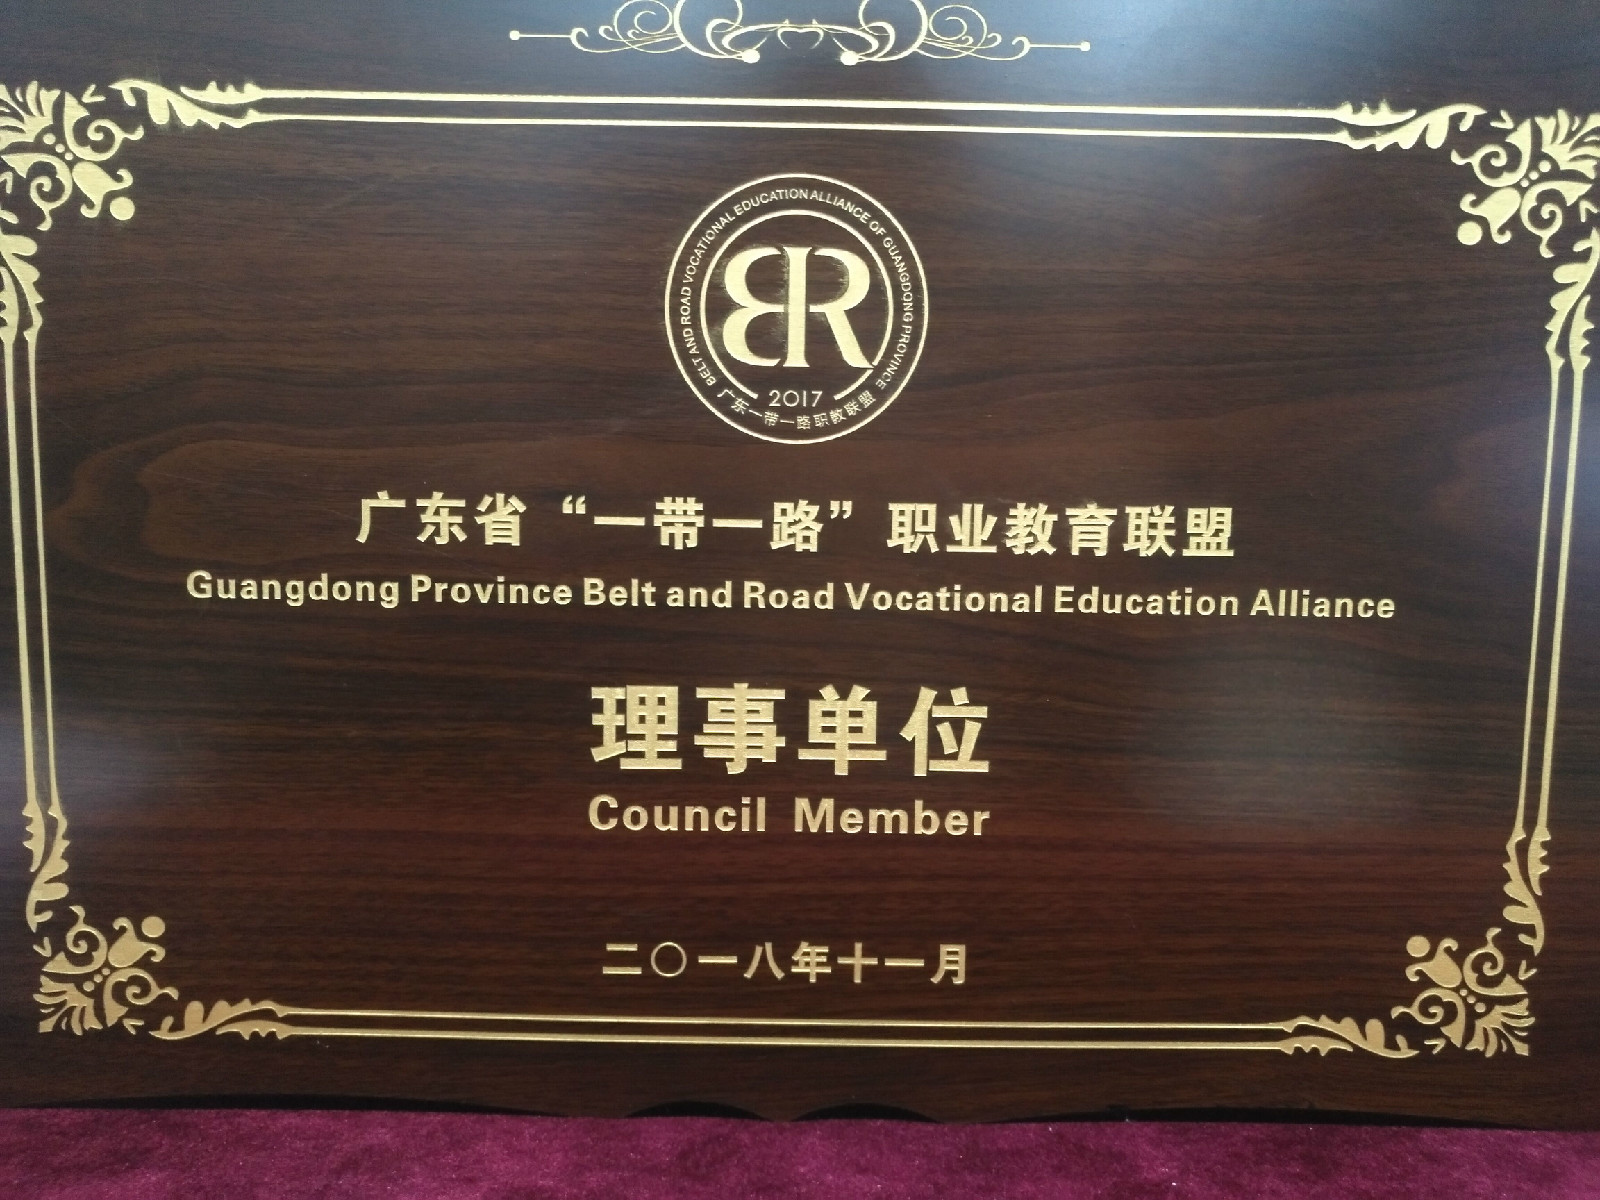 BELT AND ROAD VOCATIONAL EDUCATION ALLIANCE OF GUANGDONG PROVINCE
BR
2017
广东一带一路职教联盟
广东省“一带一路”职业教育联盟
Guangdong Province Belt and Road Vocational Education Alliance
理事单位
Council Member
二〇一八年十一月